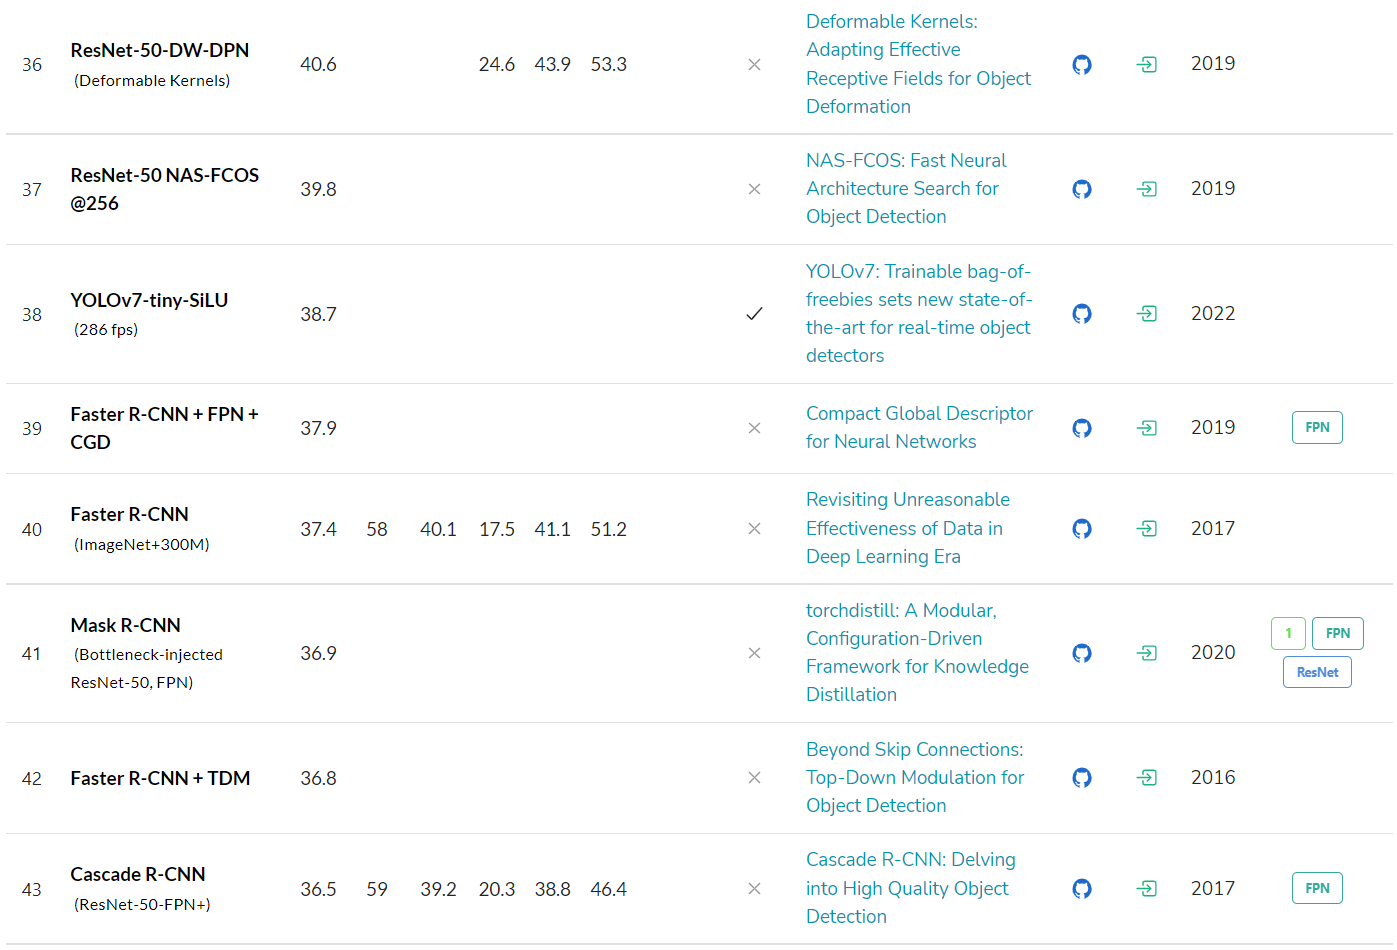 36 ResNet-50-DW-DPN (Deformable Kernels) 40.6 24.6 43.9 53.3 Deformable Kernels: Adapting Effective Receptive Fields for Object Deformation 2019
37 ResNet-50 NAS-FCOS @256 39.8 NAS-FCOS: Fast Neural Architecture Search for Object Detection 2019
38 YOLOv7-tiny-SiLU (286 fps) 38.7 YOLOv7: Trainable bag-of-freebies sets new state-of-the-art for real-time object detectors 2022
39 Faster R-CNN + FPN + CGD 37.9 Compact Global Descriptor for Neural Networks 2019 FPN
40 Faster R-CNN (ImageNet+300M) 37.4 58 40.1 17.5 41.1 51.2 Revisiting Unreasonable Effectiveness of Data in Deep Learning Era 2017
41 Mask R-CNN (Bottleneck-injected ResNet-50, FPN) 36.9 torchdistill: A Modular, Configuration-Driven Framework for Knowledge Distillation 2020 1 FPN ResNet
42 Faster R-CNN + TDM 36.8 Beyond Skip Connections: Top-Down Modulation for Object Detection 2016
43 Cascade R-CNN (ResNet-50-FPN+) 36.5 59 39.2 20.3 38.8 46.4 Cascade R-CNN: Delving into High Quality Object Detection 2017 FPN